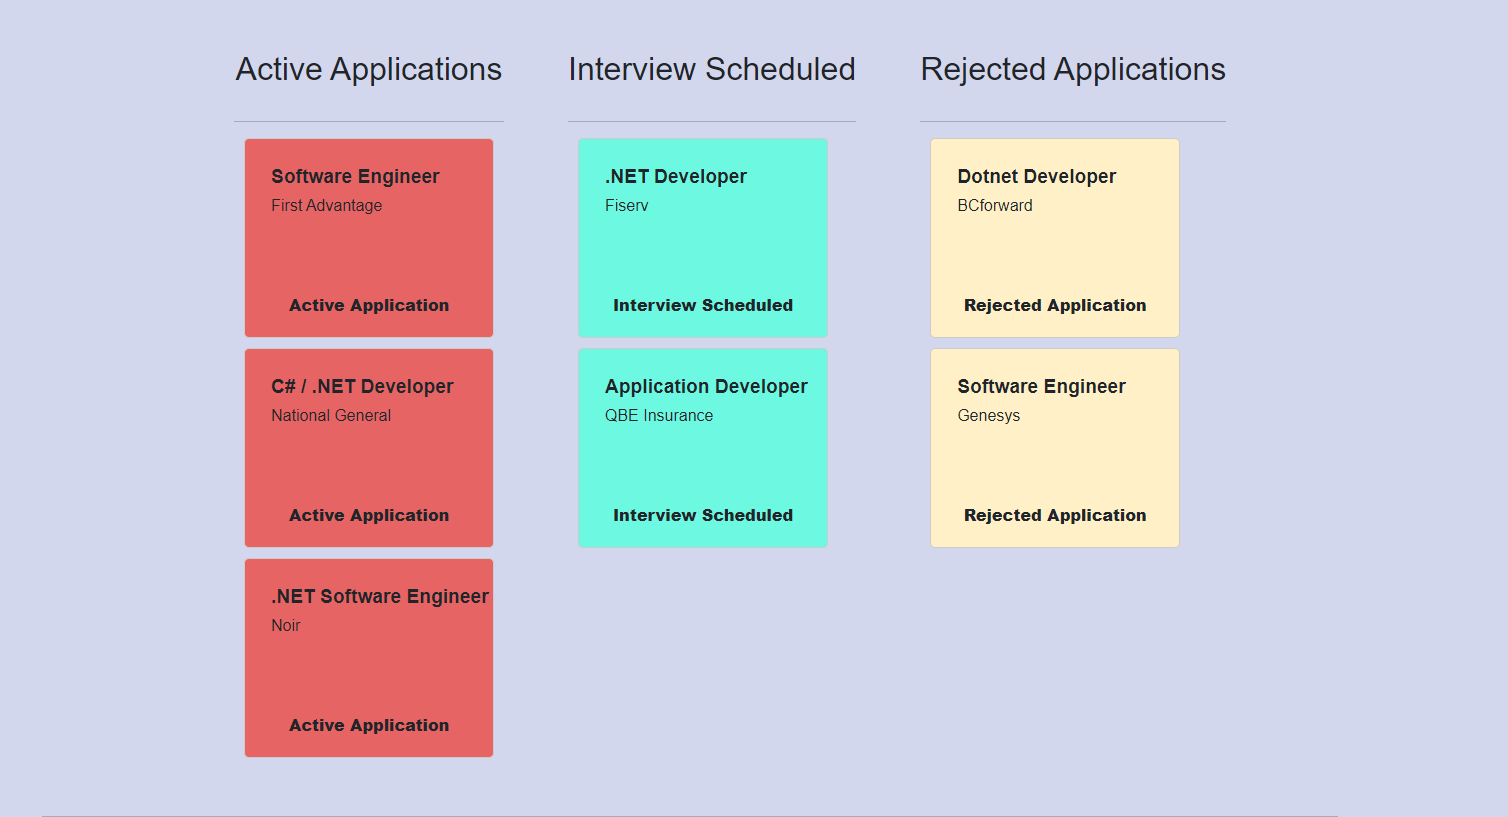 Active Applications
Software Engineer
First Advantage
Active Application
C# / .NET Developer
National General
Active Application
.NET Software Engineer
Noir
Active Application
Interview Scheduled
.NET Developer
Fiserv
Interview Scheduled
Application Developer
QBE Insurance
Interview Scheduled
Rejected Applications
Dotnet Developer
BCforward
Rejected Application
Software Engineer
Genesys
Rejected Application